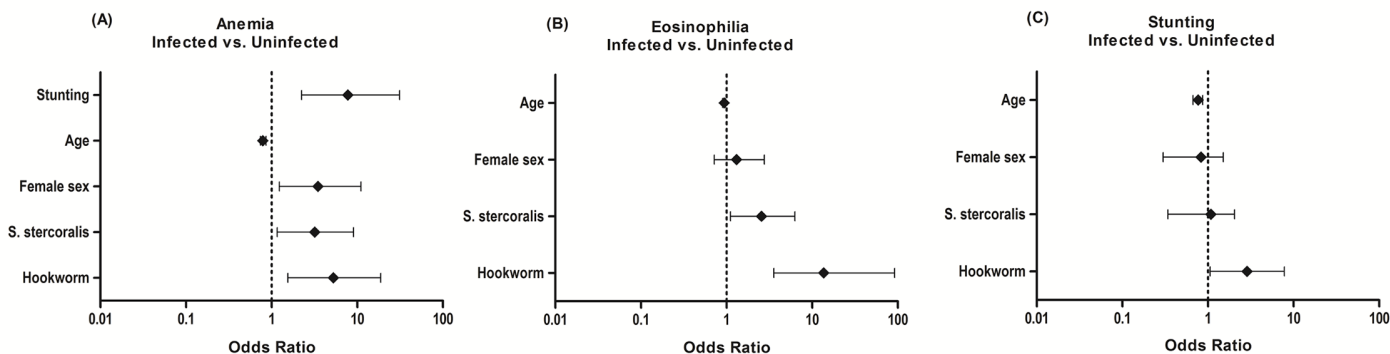 (A)
Anemia
Infected vs. Uninfected
Stunting
Age
Female sex
S. stercoralis
Hookworm
0.01 0.1 1 10 100
Odds Ratio
(B)
Eosinophilia
Infected vs. Uninfected
Age
Female sex
S. stercoralis
Hookworm
0.01 0.1 1 10 100
Odds Ratio
(C)
Stunting
Infected vs. Uninfected
Age
Female sex
S. stercoralis
Hookworm
0.01 0.1 1 10 100
Odds Ratio